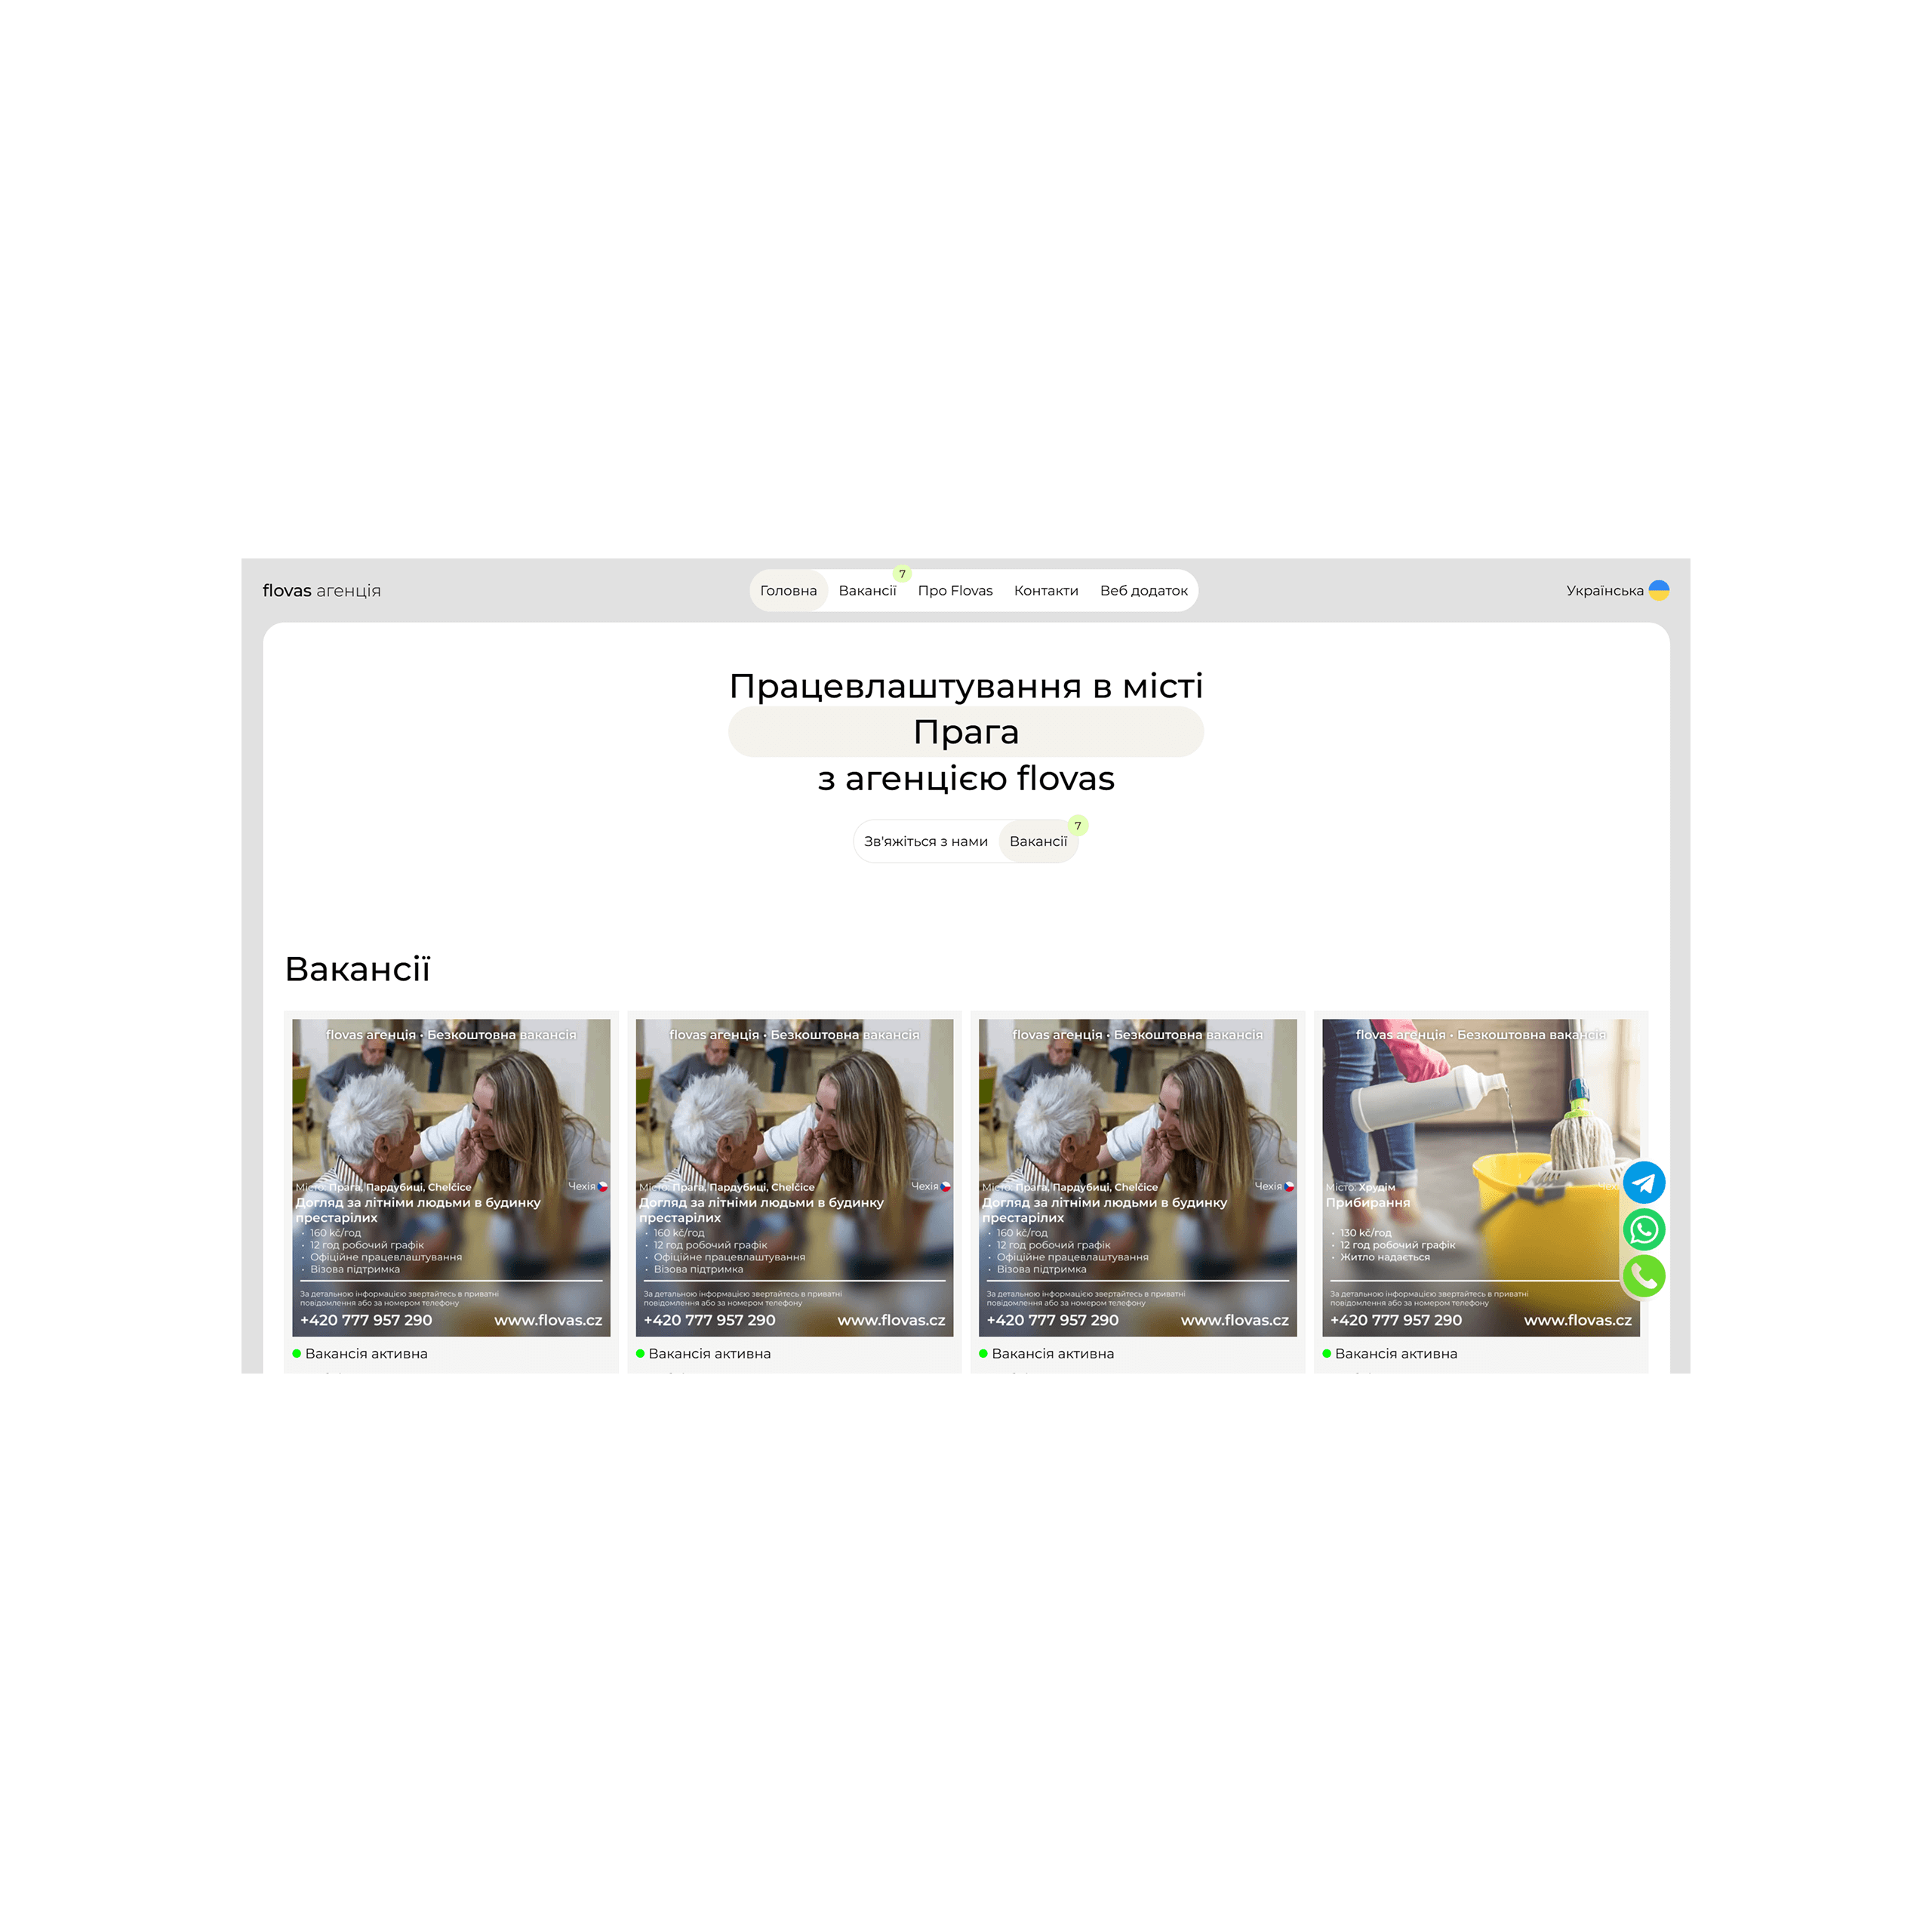 flovas агенція
Головна
Вакансії
7
Про Flovas
Контакти
Веб додаток
Українська
Працевлаштування в місті
Прага
з агенцією flovas
Зв'яжіться з нами
Вакансії
7
Вакансії
flovas агенція • Безкоштовна вакансія
Місто: Прага, Пардубиці, Chelčice
Чехія
Догляд за літніми людьми в будинку
престарілих
• 160 kč/год
• 12 год робочий графік
• Офіційне працевлаштування
• Візова підтримка
За детальною інформацією звертайтесь в приватні
повідомлення або за номером телефону
+420 777 957 290
www.flovas.cz
Вакансія активна
flovas агенція • Безкоштовна вакансія
Місто: Прага, Пардубиці, Chelčice
Чехія
Догляд за літніми людьми в будинку
престарілих
• 160 kč/год
• 12 год робочий графік
• Офіційне працевлаштування
• Візова підтримка
За детальною інформацією звертайтесь в приватні
повідомлення або за номером телефону
+420 777 957 290
www.flovas.cz
Вакансія активна
flovas агенція • Безкоштовна вакансія
Місто: Прага, Пардубиці, Chelčice
Чехія
Догляд за літніми людьми в будинку
престарілих
• 160 kč/год
• 12 год робочий графік
• Офіційне працевлаштування
• Візова підтримка
За детальною інформацією звертайтесь в приватні
повідомлення або за номером телефону
+420 777 957 290
www.flovas.cz
Вакансія активна
flovas агенція • Безкоштовна вакансія
Місто: Хрудім
Прибирання
• 130 kč/год
• 12 год робочий графік
• Житло надається
За детальною інформацією звертайтесь в приватні
повідомлення або за номером телефону
+420 777 957 290
www.flovas.cz
Вакансія активна